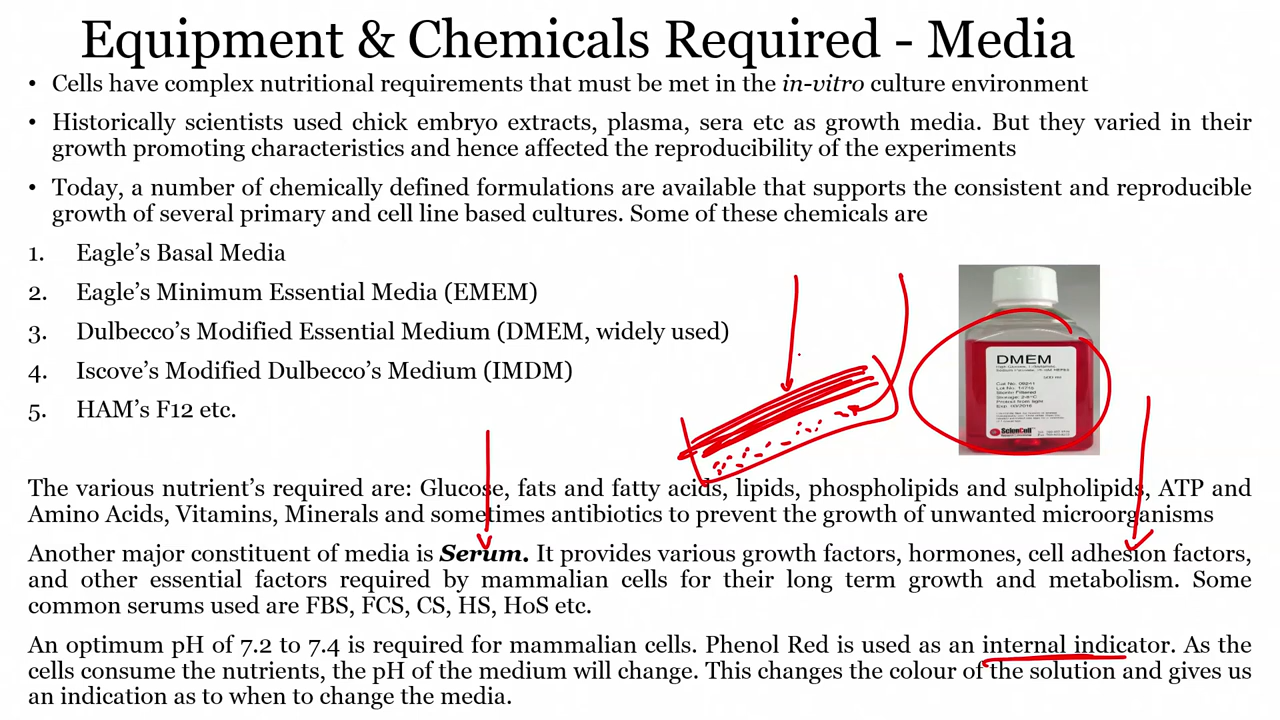 Equipment & Chemicals Required - Media
• Cells have complex nutritional requirements that must be met in the in-vitro culture environment
• Historically scientists used chick embryo extracts, plasma, sera etc as growth media. But they varied in their
growth promoting characteristics and hence affected the reproducibility of the experiments
• Today, a number of chemically defined formulations are available that supports the consistent and reproducible
growth of several primary and cell line based cultures. Some of these chemicals are
1. Eagle's Basal Media
2. Eagle's Minimum Essential Media (EMEM)
3. Dulbecco's Modified Essential Medium (DMEM, widely used)
4. Iscove's Modified Dulbecco's Medium (IMDM)
5. HAM's F12 etc.
DMEM
ScienCell
The various nutrient's required are: Glucose, fats and fatty acids, lipids, phospholipids and sulpholipids, ATP and
Amino Acids, Vitamins, Minerals and sometimes antibiotics to prevent the growth of unwanted microorganisms
Another major constituent of media is Serum. It provides various growth factors, hormones, cell adhesion factors,
and other essential factors required by mammalian cells for their long term growth and metabolism. Some
common serums used are FBS, FCS, CS, HS, HoS etc.
An optimum pH of 7.2 to 7.4 is required for mammalian cells. Phenol Red is used as an internal indicator. As the
cells consume the nutrients, the pH of the medium will change. This changes the colour of the solution and gives us
an indication as to when to change the media.